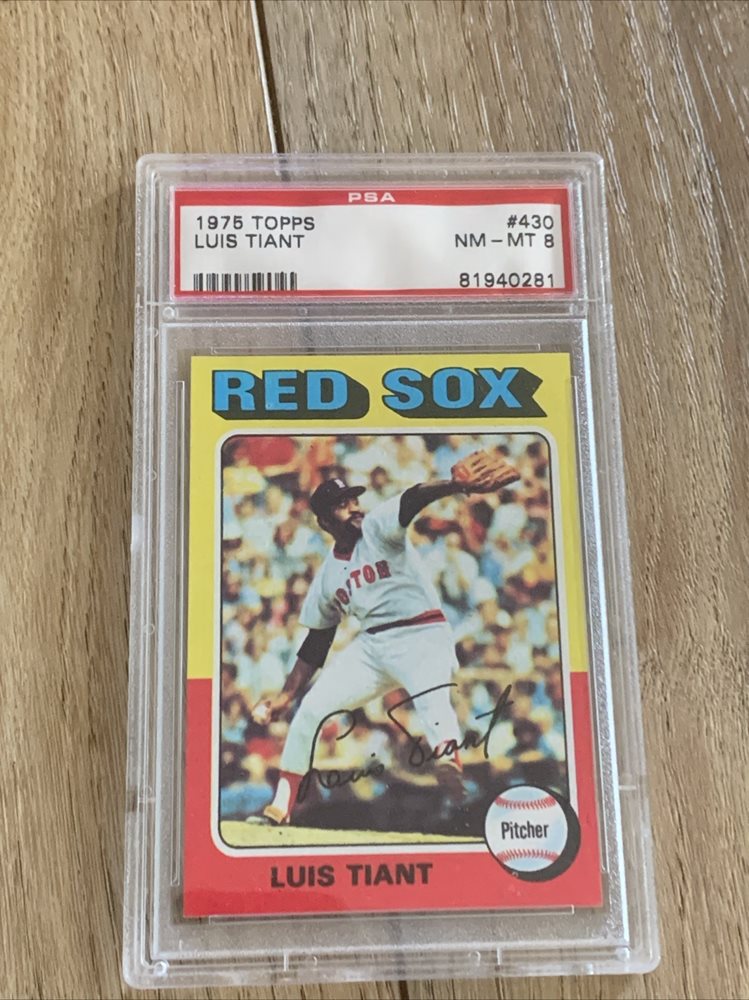 PSA
1975 TOPPS #430
LUIS TIANT NM - MT 8
81940281
RED SOX
BOSTON
Luis Tiant
Pitcher
LUIS TIANT